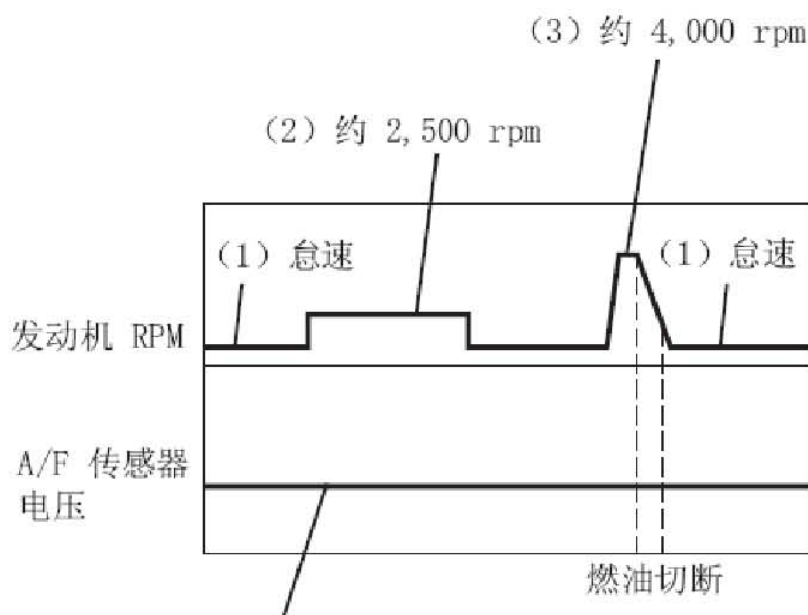 (3) 约 4,000 rpm
(2) 约 2,500 rpm
(1) 怠速
(1) 怠速
发动机 RPM
A/F 传感器
电压
燃油切断